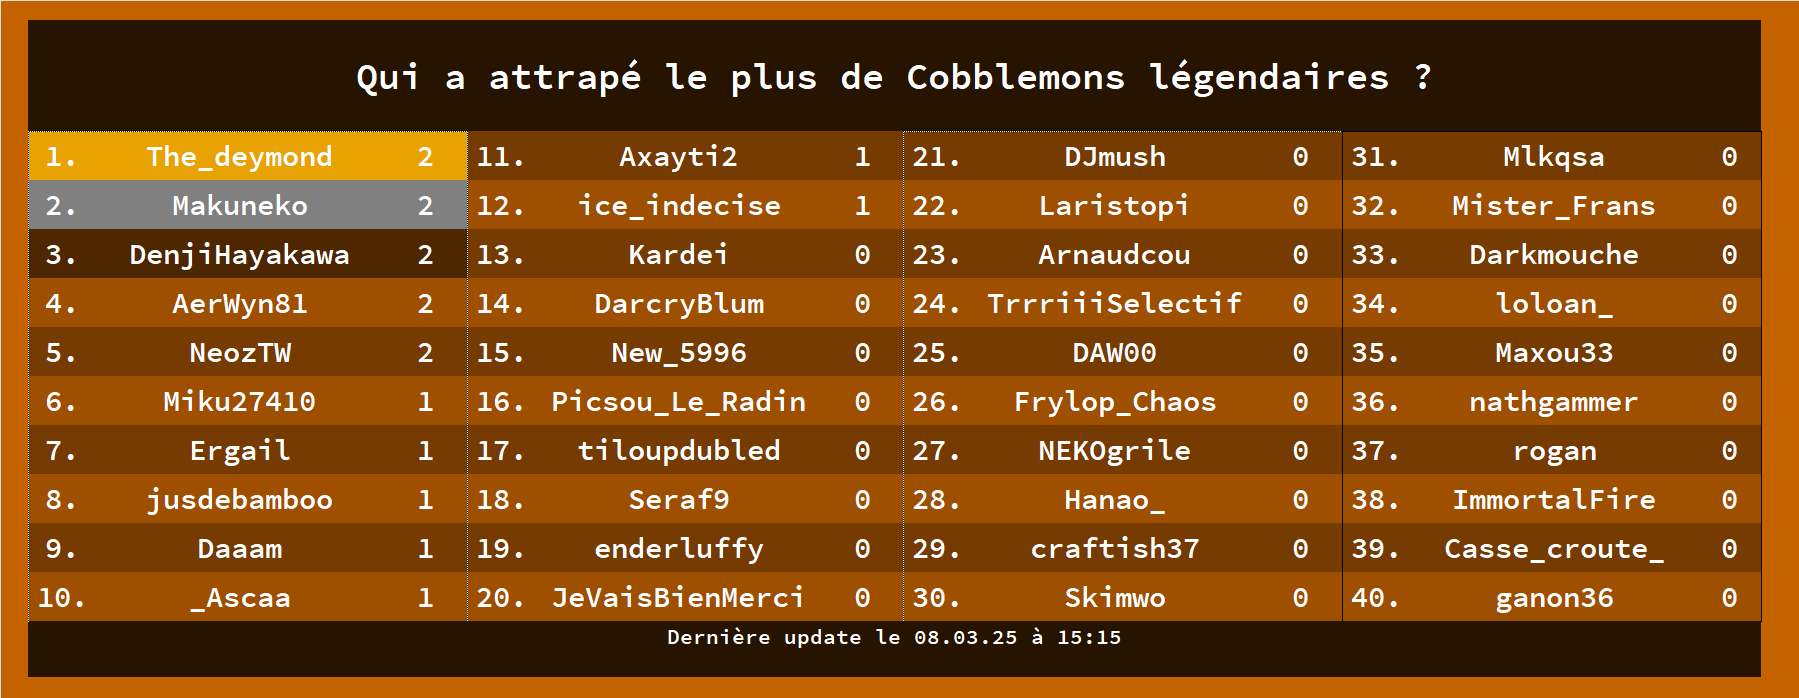 Qui a attrapé le plus de Cobblemons légendaires ?
1. The_deymond 2 11. Axayti2 1 21. DJmush 0 31. Mlkqsa 0
2. Makuneko 2 12. ice_indecise 1 22. Laristopi 0 32. Mister_Frans 0
3. DenjiHayakawa 2 13. Kardei 0 23. Arnaudcou 0 33. Darkmouche 0
4. AerWyn81 2 14. DarcryBlum 0 24. TrrriiiSelectif 0 34. loloan_ 0
5. NeozTW 2 15. New_5996 0 25. DAW00 0 35. Maxou33 0
6. Miku27410 1 16. Picsou_Le_Radin 0 26. Frylop_Chaos 0 36. nathgammer 0
7. Ergail 1 17. tiloupdubled 0 27. NEKOgrile 0 37. rogan 0
8. jusdebamboo 1 18. Seraf9 0 28. Hanao_ 0 38. ImmortalFire 0
9. Daaam 1 19. enderluffy 0 29. craftish37 0 39. Casse_croute_ 0
10. _Ascaa 1 20. JeVaisBienMerci 0 30. Skimwo 0 40. ganon36 0
Dernière update le 08.03.25 à 15:15